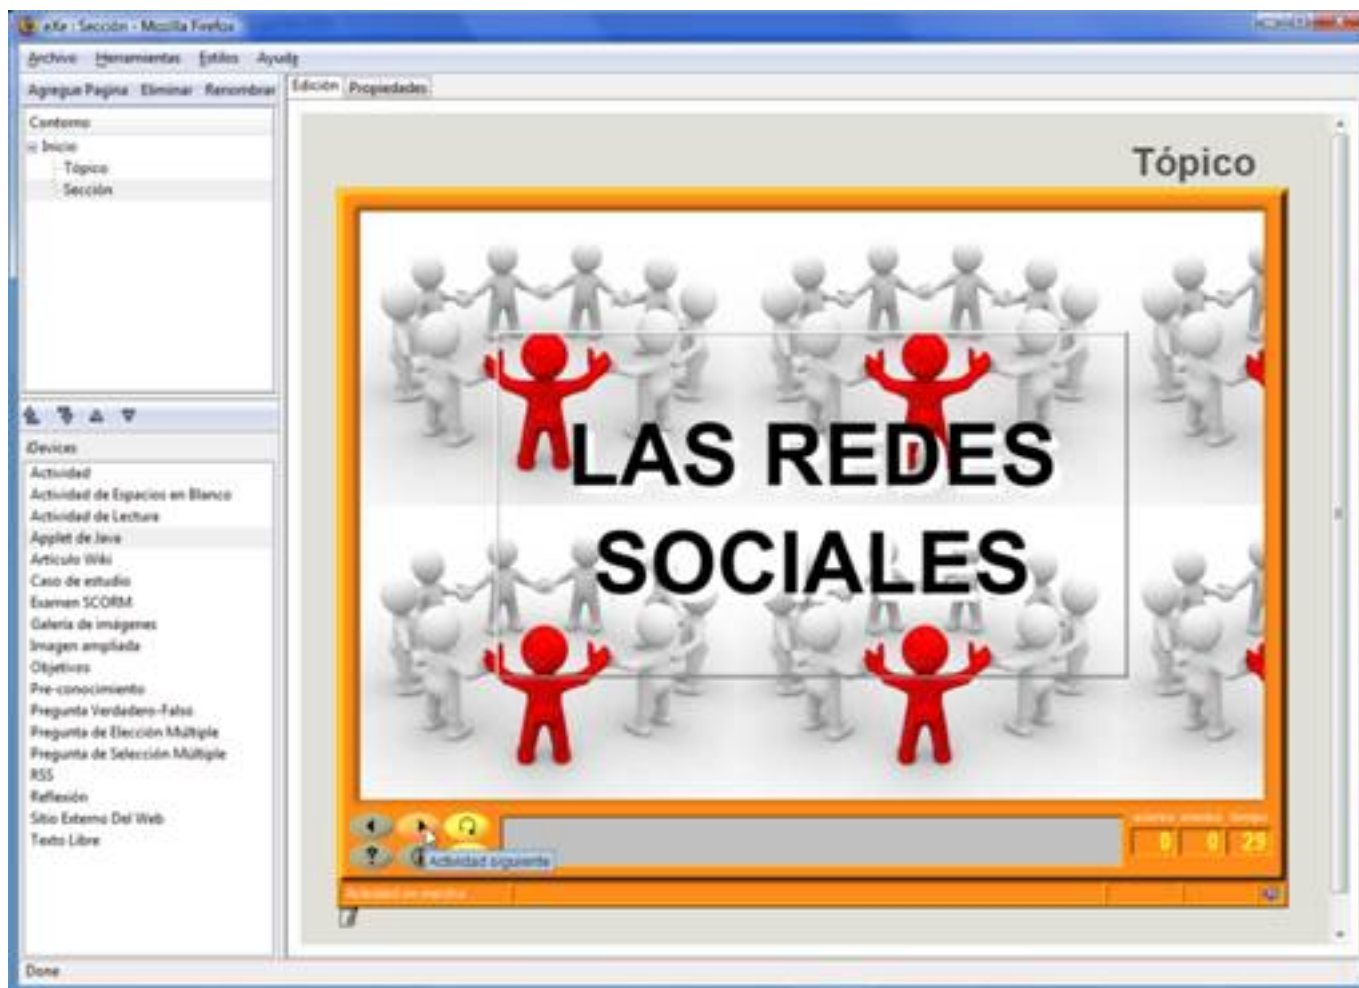 eXe : Sección - Mozilla Firefox
Archivo Herramientas Estilos Ayuda
Agregue Pagina Eliminar Renombrar
Contorno
Inicio
Tópico
Sección
iDevices
Actividad
Actividad de Espacios en Blanco
Actividad de Lectura
Applet de Java
Articulo Wiki
Caso de estudio
Examen SCORM
Galería de imágenes
Imagen ampliada
Objetivos
Pre-conocimiento
Pregunta Verdadero-Falso
Pregunta de Elección Múltiple
Pregunta de Selección Múltiple
RSS
Reflexión
Sitio Externo Del Web
Texto Libre
Edición Propiedades
Tópico
LAS REDES
SOCIALES
Actividad siguiente
0 0 29
Done